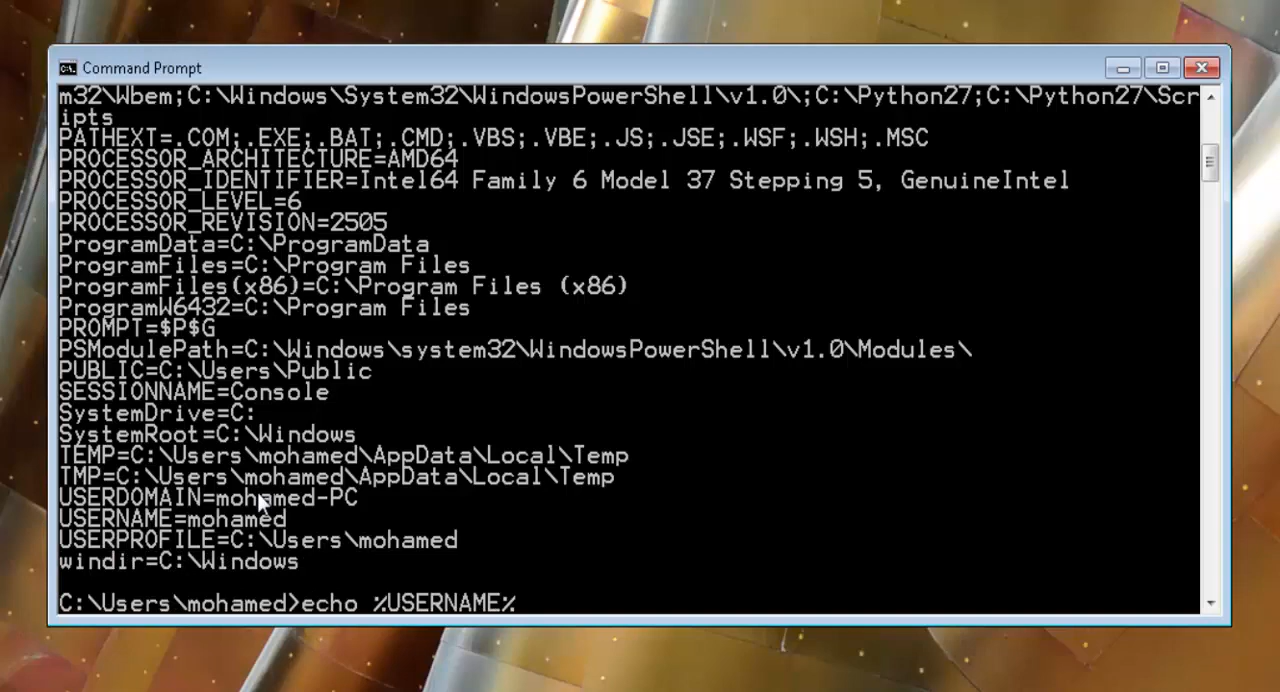 Command Prompt
m32\Wbem;C:\Windows\System32\WindowsPowerShell\v1.0\;C:\Python27;C:\Python27\Scr
ipts
PATHEXT=.COM;.EXE;.BAT;.CMD;.VBS;.VBE;.JS;.JSE;.WSF;.WSH;.MSC
PROCESSOR_ARCHITECTURE=AMD64
PROCESSOR_IDENTIFIER=Intel64 Family 6 Model 37 Stepping 5, GenuineIntel
PROCESSOR_LEVEL=6
PROCESSOR_REVISION=2505
ProgramData=C:\ProgramData
ProgramFiles=C:\Program Files
ProgramFiles(x86)=C:\Program Files (x86)
ProgramW6432=C:\Program Files
PROMPT=$P$G
PSModulePath=C:\Windows\system32\WindowsPowerShell\v1.0\Modules\
PUBLIC=C:\Users\Public
SESSIONNAME=Console
SystemDrive=C:
SystemRoot=C:\Windows
TEMP=C:\Users\mohamed\AppData\Local\Temp
TMP=C:\Users\mohamed\AppData\Local\Temp
USERDOMAIN=mohamed-PC
USERNAME=mohamed
USERPROFILE=C:\Users\mohamed
windir=C:\Windows
C:\Users\mohamed>echo %USERNAME%